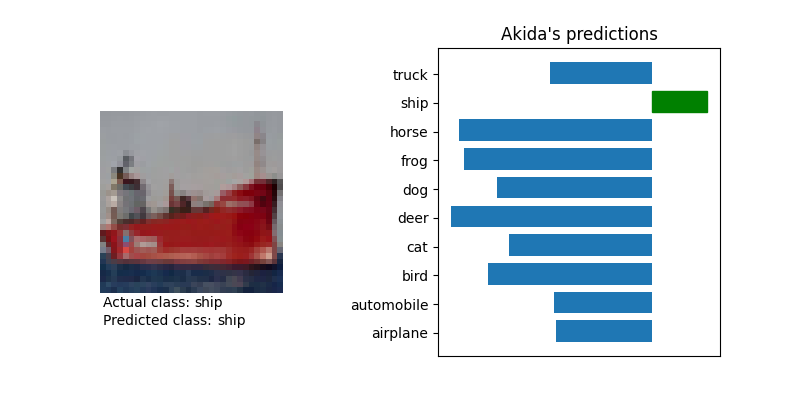 Akida's predictions
truck
ship
horse
frog
dog
deer
cat
bird
automobile
airplane
Actual class: ship
Predicted class: ship